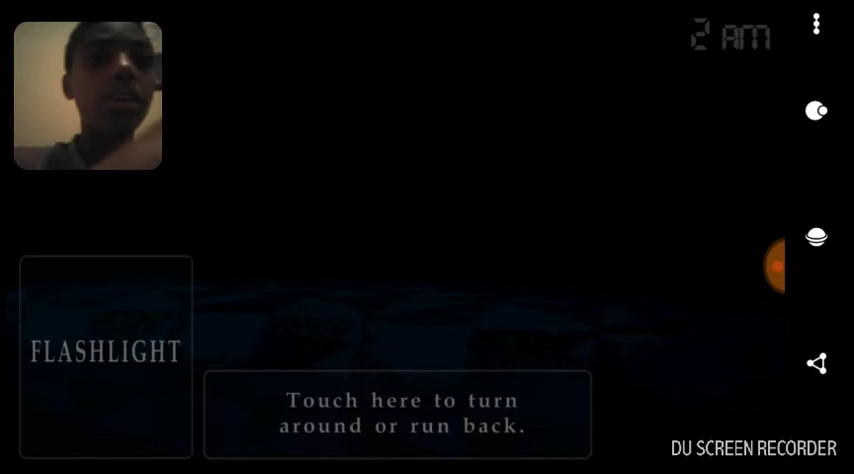 2 AM
FLASHLIGHT
Touch here to turn
around or run back.
DU SCREEN RECORDER